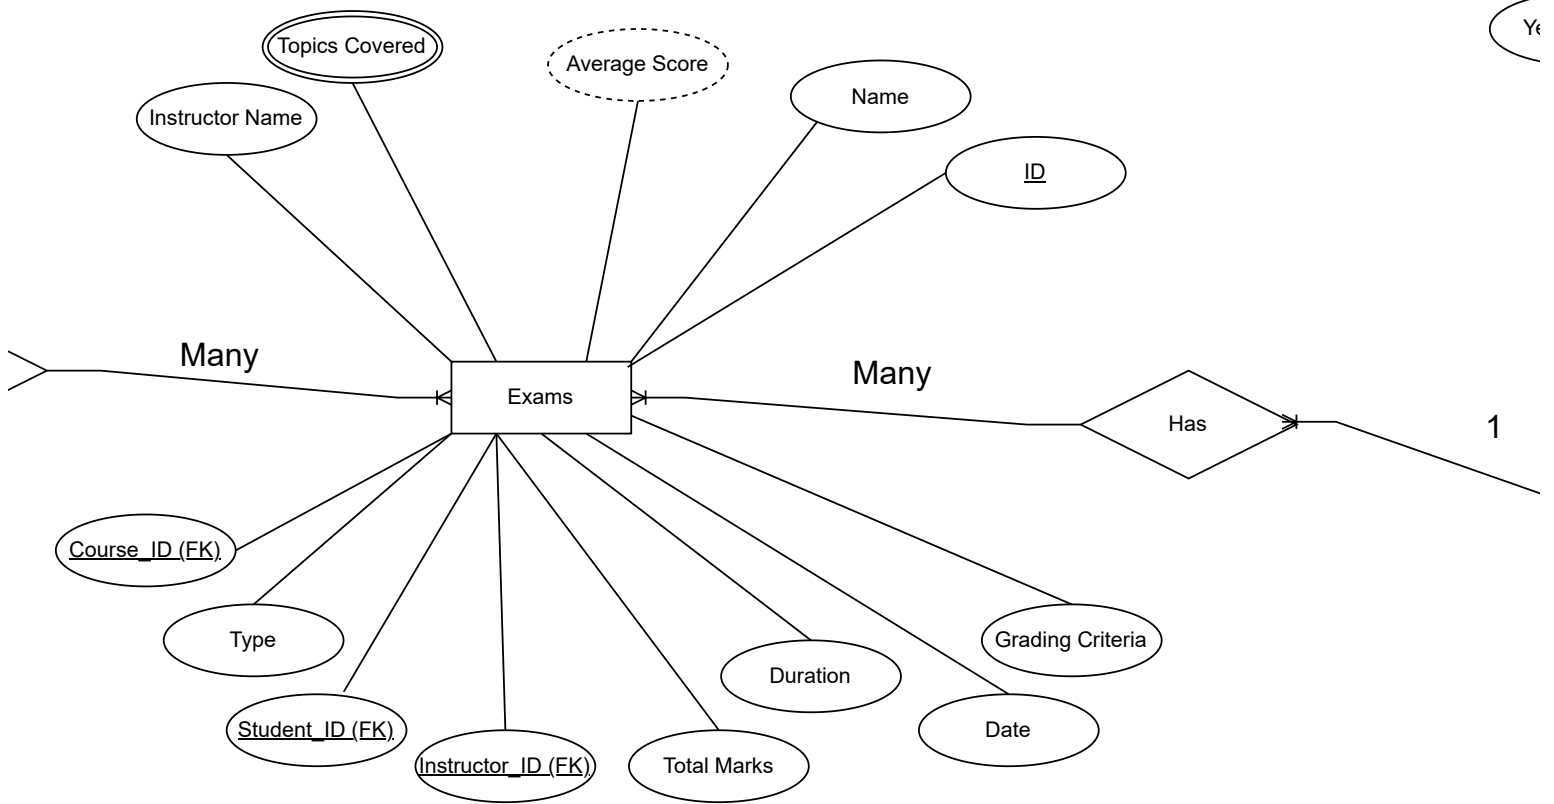 Topics Covered
Average Score
Ye
Name
Instructor Name
ID
Many
Many
Exams
Has
1
Course_ID (FK)
Type
Grading Criteria
Duration
Student_ID (FK)
Date
Instructor_ID (FK)
Total Marks